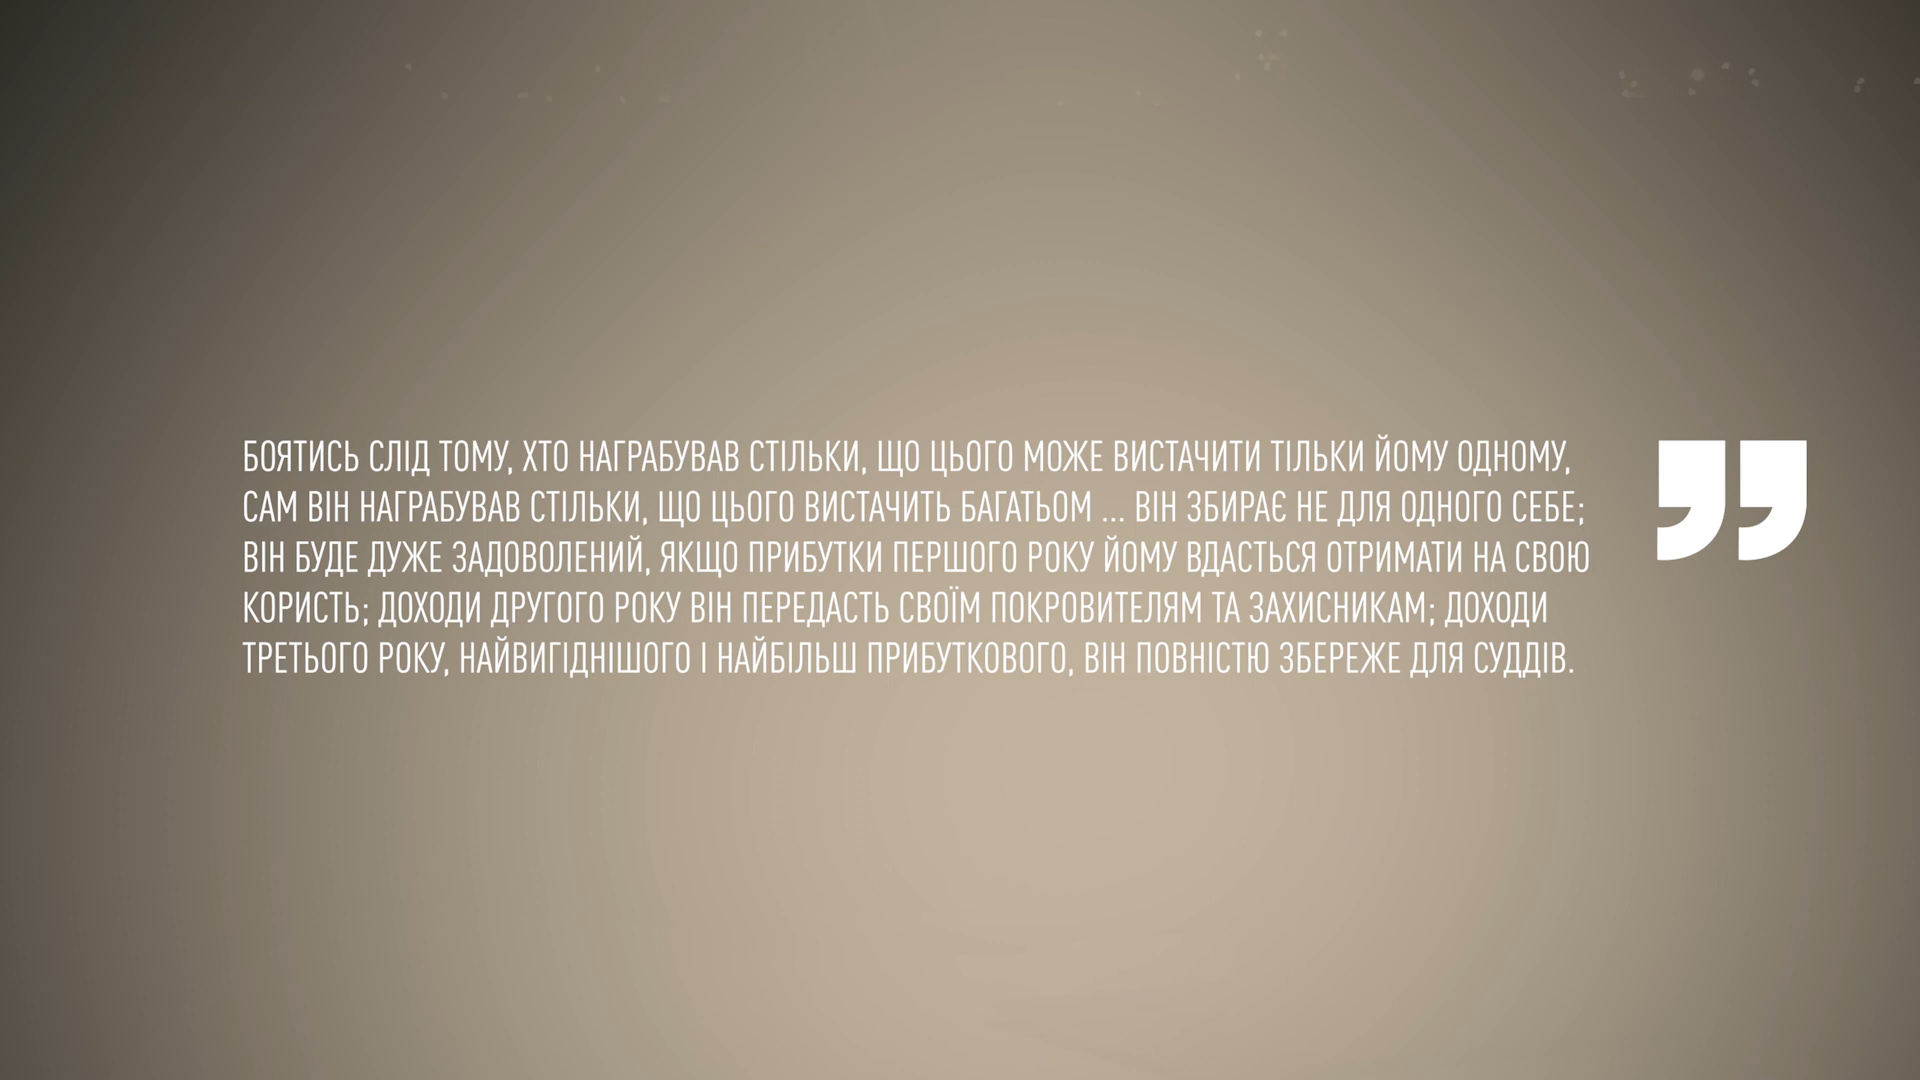 БОЯТИСЬ СЛІД ТОМУ, ХТО НАГРАБУВАВ СТІЛЬКИ, ЩО ЦЬОГО МОЖЕ ВИСТАЧИТИ ТІЛЬКИ ЙОМУ ОДНОМУ,
САМ ВІН НАГРАБУВАВ СТІЛЬКИ, ЩО ЦЬОГО ВИСТАЧИТЬ БАГАТЬОМ ... ВІН ЗБИРАЄ НЕ ДЛЯ ОДНОГО СЕБЕ;
ВІН БУДЕ ДУЖЕ ЗАДОВОЛЕНИЙ, ЯКЩО ПРИБУТКИ ПЕРШОГО РОКУ ЙОМУ ВДАСТЬСЯ ОТРИМАТИ НА СВОЮ
КОРИСТЬ; ДОХОДИ ДРУГОГО РОКУ ВІН ПЕРЕДАСТЬ СВОЇМ ПОКРОВИТЕЛЯМ ТА ЗАХИСНИКАМ; ДОХОДИ
ТРЕТЬОГО РОКУ, НАЙВИГІДНІШОГО І НАЙБІЛЬШ ПРИБУТКОВОГО, ВІН ПОВНІСТЮ ЗБЕРЕЖЕ ДЛЯ СУДДІВ.